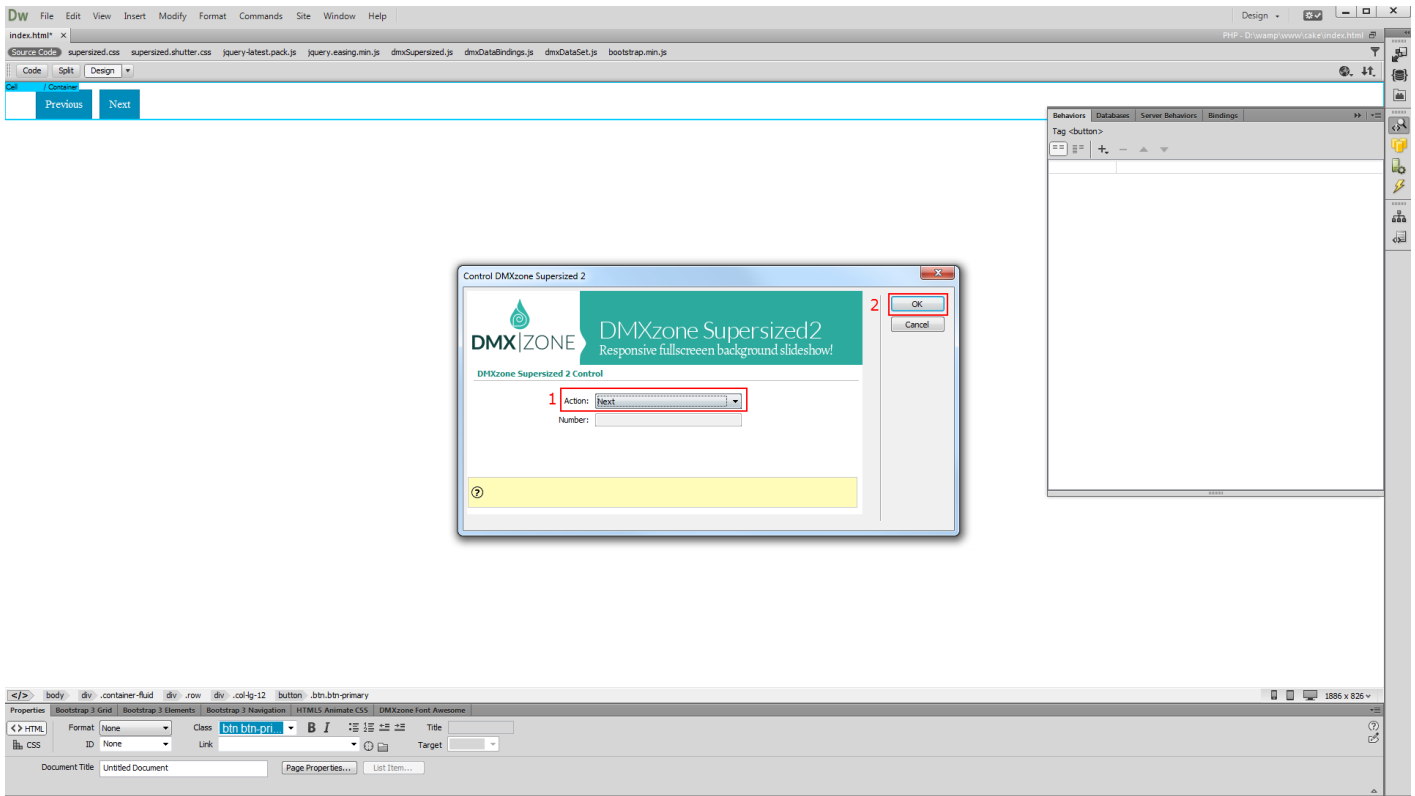 Dw File Edit View Insert Modify Format Commands Site Window Help Design
index.html* × PHP - D:\wamp\www\cake\index.html
Source Code supersized.css supersized.shutter.css jquery-latest.pack.js jquery.easing.min.js dmxSupersized.js dmxDataBindings.js dmxDataSet.js bootstrap.min.js
Code Split Design
Cell / Container
Previous Next
Behaviors Databases Server Behaviors Bindings
Tag <button>
Control DMXzone Supersized 2
DMX|ZONE
DMXzone Supersized2
Responsive fullscreeen background slideshow!
2 OK
Cancel
DMXzone Supersized 2 Control
1 Action: Next
Number:
?
</> body div .container-fluid div .row div .col-lg-12 button .btn.btn-primary 1886 x 826
Properties Bootstrap 3 Grid Bootstrap 3 Elements Bootstrap 3 Navigation HTML5 Animate CSS DMXzone Font Awesome
<> HTML Format None Class btn btn-pri... B I Title
CSS ID None Link Target
Document Title Untitled Document Page Properties... List Item...